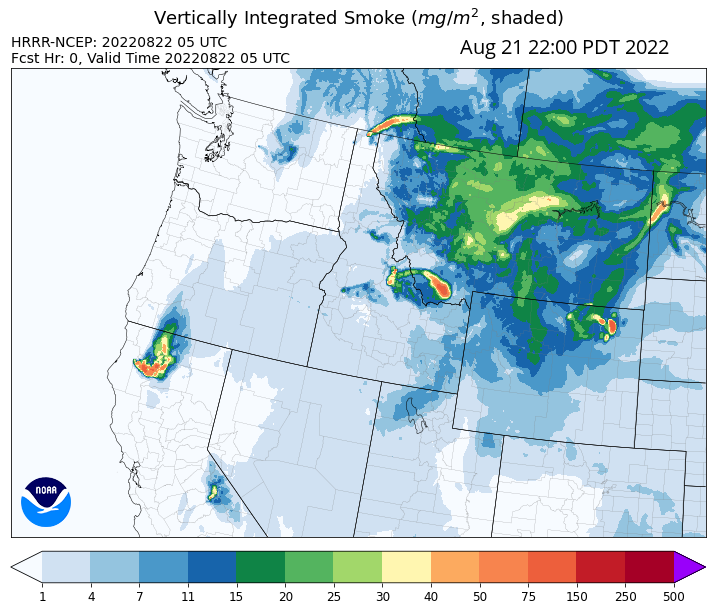 Vertically Integrated Smoke (mg/m², shaded)
HRRR-NCEP: 20220822 05 UTC
Fcst Hr: 0, Valid Time 20220822 05 UTC
Aug 21 22:00 PDT 2022
NOAA
1 4 7 11 15 20 25 30 40 50 75 150 250 500